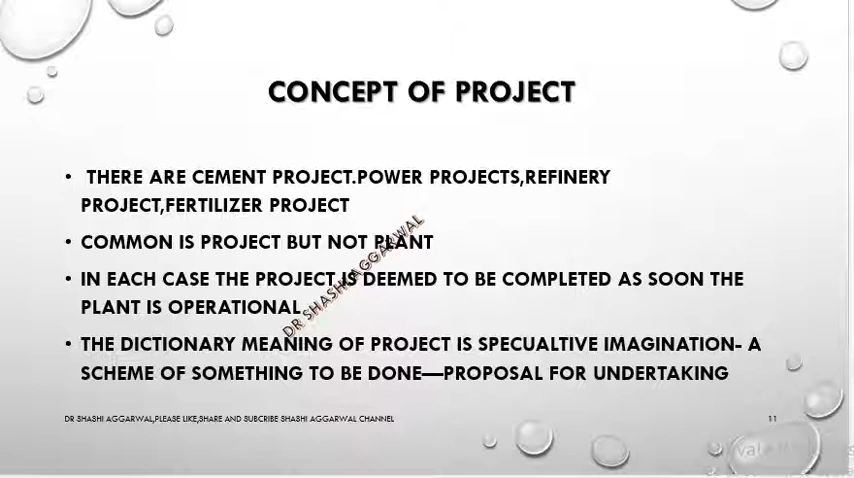 CONCEPT OF PROJECT
• THERE ARE CEMENT PROJECT.POWER PROJECTS,REFINERY
PROJECT,FERTILIZER PROJECT
• COMMON IS PROJECT BUT NOT PLANT
• IN EACH CASE THE PROJECT IS DEEMED TO BE COMPLETED AS SOON THE
PLANT IS OPERATIONAL
DR SHASHI AGGARWAL
• THE DICTIONARY MEANING OF PROJECT IS SPECUALTIVE IMAGINATION- A
SCHEME OF SOMETHING TO BE DONE—PROPOSAL FOR UNDERTAKING
DR SHASHI AGGARWAL,PLEASE LIKE,SHARE AND SUBCRIBE SHASHI AGGARWAL CHANNEL
11